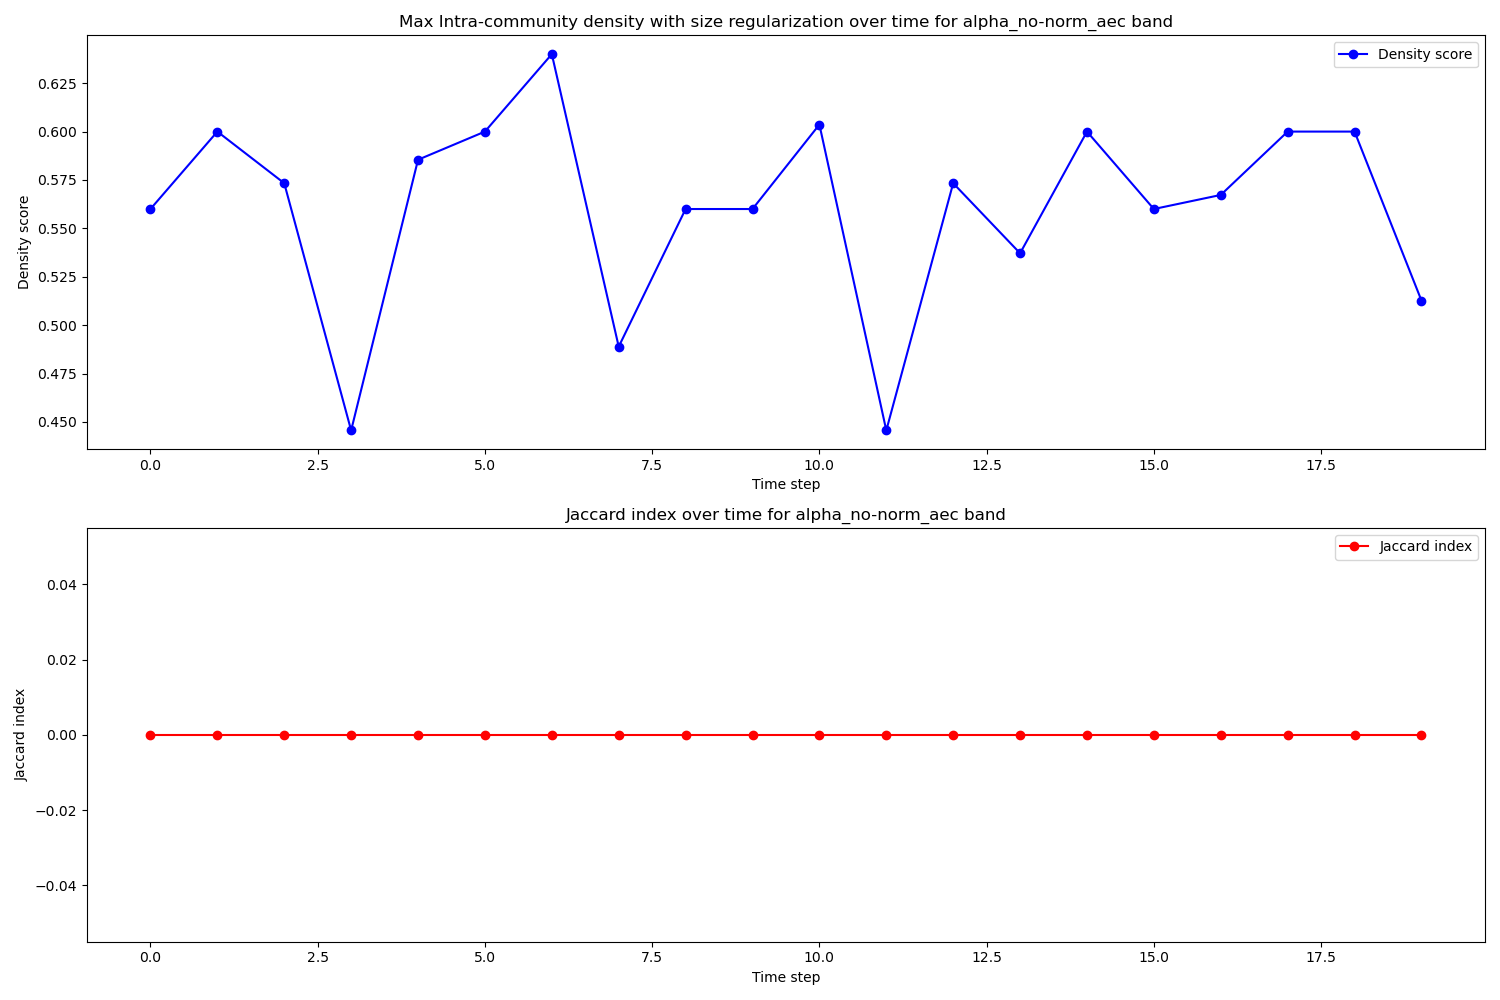 Max Intra-community density with size regularization over time for alpha_no-norm_aec band
Density score
0.625
0.600
0.575
0.550
0.525
0.500
0.475
0.450
Density score
0.0 2.5 5.0 7.5 10.0 12.5 15.0 17.5
Time step
Jaccard index over time for alpha_no-norm_aec band
Jaccard index
0.04
0.02
0.00
−0.02
−0.04
Jaccard index
0.0 2.5 5.0 7.5 10.0 12.5 15.0 17.5
Time step